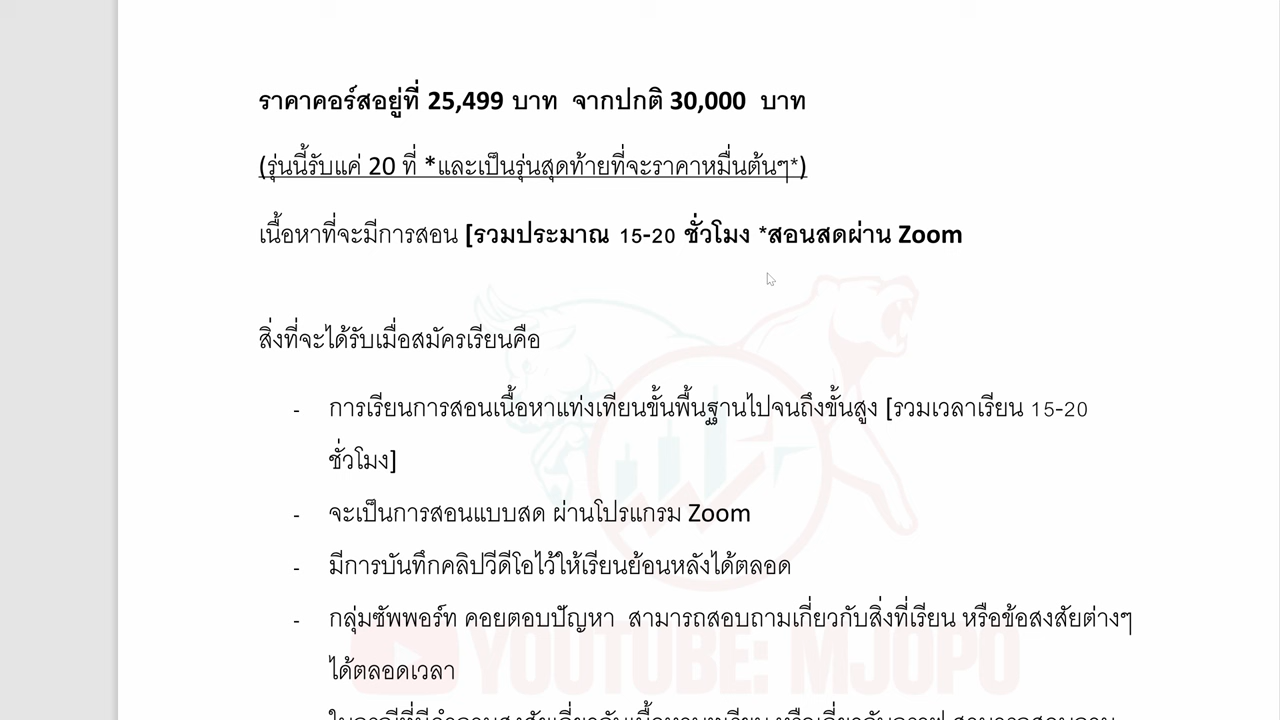 ราคาคอร์สอยู่ที่ 25,499 บาท จากปกติ 30,000 บาท
(รุ่นนี้รับแค่ 20 ที่ *และเป็นรุ่นสุดท้ายที่จะราคาหมื่นต้นๆ*)
เนื้อหาที่จะมีการสอน [รวมประมาณ 15-20 ชั่วโมง *สอนสดผ่าน Zoom
สิ่งที่จะได้รับเมื่อสมัครเรียนคือ
- การเรียนการสอนเนื้อหาแท่งเทียนขั้นพื้นฐานไปจนถึงขั้นสูง [รวมเวลาเรียน 15-20
ชั่วโมง]
- จะเป็นการสอนแบบสด ผ่านโปรแกรม Zoom
- มีการบันทึกคลิปวีดีโอไว้ให้เรียนย้อนหลังได้ตลอด
- กลุ่มซัพพอร์ท คอยตอบปัญหา สามารถสอบถามเกี่ยวกับสิ่งที่เรียน หรือข้อสงสัยต่างๆ
ได้ตลอดเวลา
YOUTUBE: MJOPO